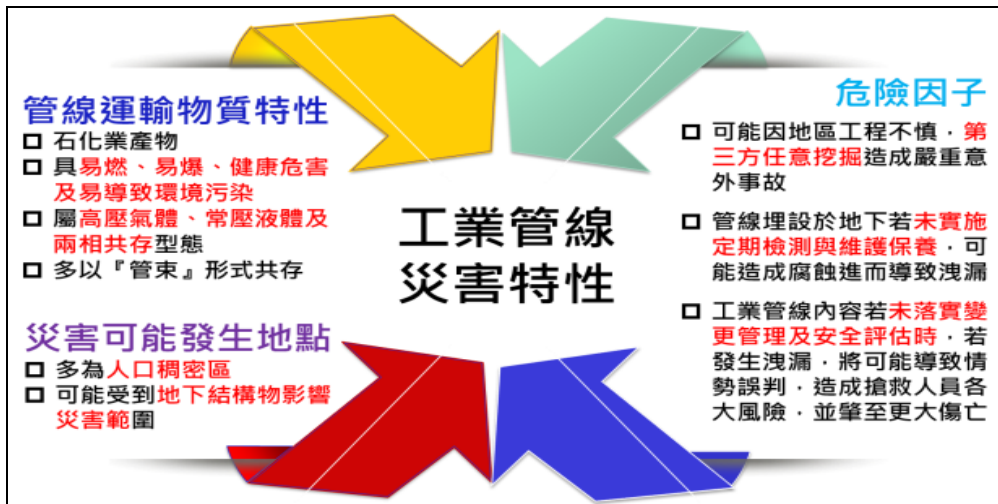 管線運輸物質特性
□ 石化業產物
□ 具易燃、易爆、健康危害
及易導致環境污染
□ 屬高壓氣體、常壓液體及
兩相共存型態
□ 多以『管束』形式共存
災害可能發生地點
□ 多為人口稠密區
□ 可能受到地下結構物影響
災害範圍
工業管線
災害特性
危險因子
□ 可能因地區工程不慎，第
三方任意挖掘造成嚴重意
外事故
□ 管線埋設於地下若未實施
定期檢測與維護保養，可
能造成腐蝕進而導致洩漏
□ 工業管線內容若未落實變
更管理及安全評估時，若
發生洩漏，將可能導致情
勢誤判，造成搶救人員各
大風險，並肇至更大傷亡